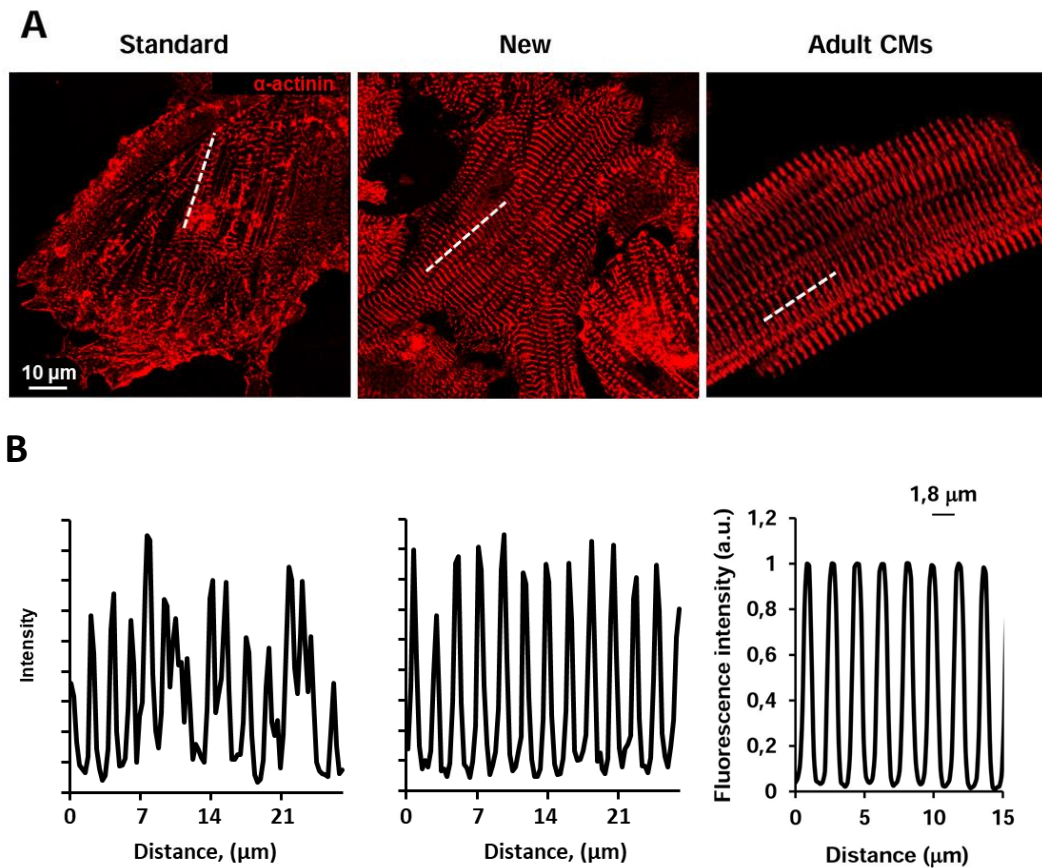 A
Standard
New
Adult CMs
α-actinin
10 µm
B
1,8 µm
Intensity
0
7
14
21
Distance, (µm)
0
7
14
21
Distance, (µm)
Fluorescence intensity (a.u.)
1,2
1
0,8
0,6
0,4
0,2
0
0
5
10
15
Distance (µm)